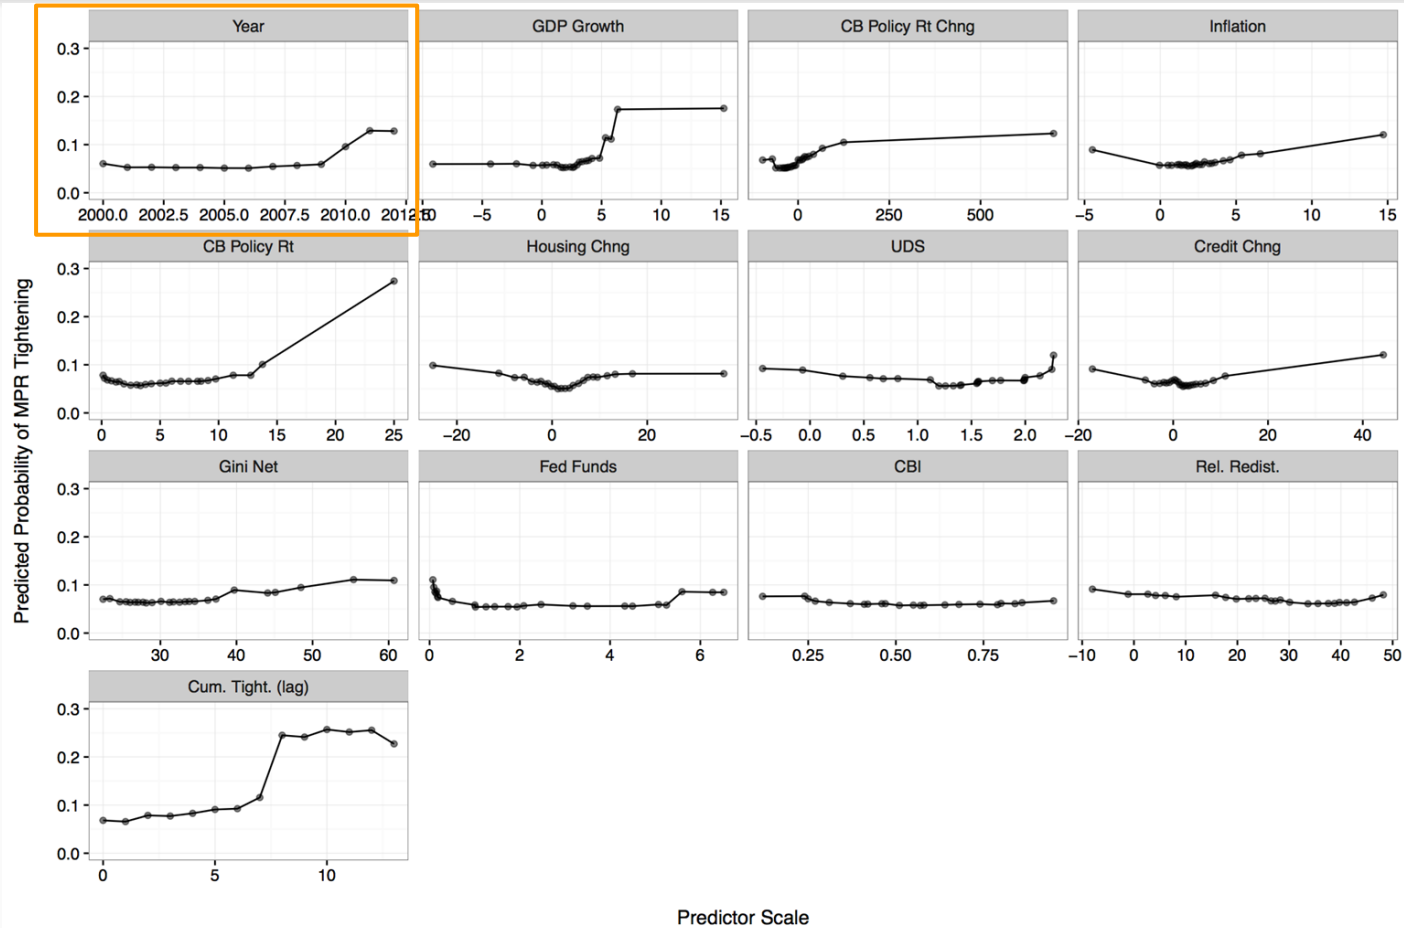 Year GDP Growth CB Policy Rt Chng Inflation
0.3
0.2
0.1
0.0
2000.0 2002.5 2005.0 2007.5 2010.0 2012.5 −5 0 5 10 15 0 250 500 −5 0 5 10 15
CB Policy Rt Housing Chng UDS Credit Chng
0.3
0.2
0.1
0.0
0 5 10 15 20 25 −20 0 20 −0.5 0.0 0.5 1.0 1.5 2.0 −20 0 20 40
Gini Net Fed Funds CBI Rel. Redist.
0.3
0.2
0.1
0.0
30 40 50 60 0 2 4 6 0.25 0.50 0.75 −10 0 10 20 30 40 50
Cum. Tight. (lag)
0.3
0.2
0.1
0.0
0 5 10
Predicted Probability of MPR Tightening
Predictor Scale